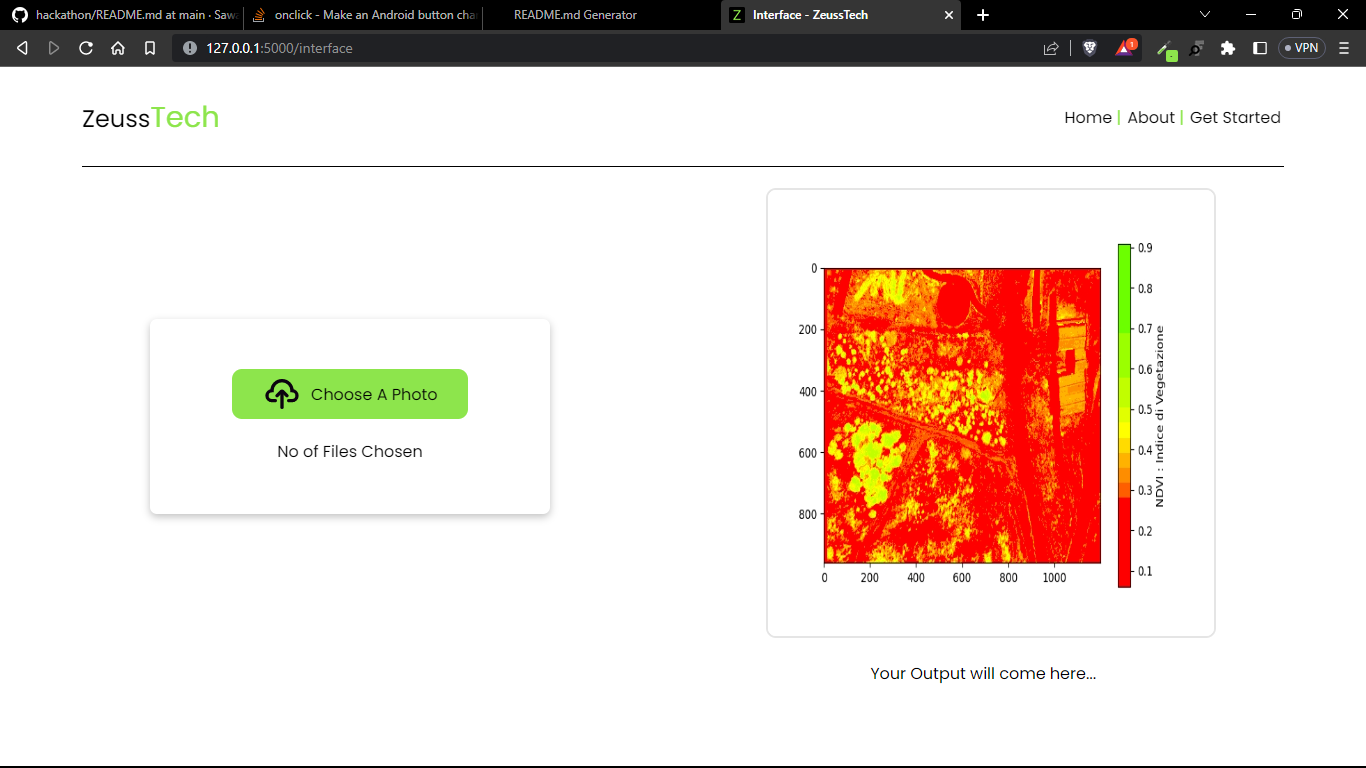 hackathon/README.md at main · Saw
onclick - Make an Android button cha
README.md Generator
Interface - ZeussTech
127.0.0.1:5000/interface
1
VPN
ZeussTech
Home | About | Get Started
Choose A Photo
No of Files Chosen
0
200
400
600
800
0 200 400 600 800 1000
0.9
0.8
0.7
0.6
0.5
0.4
0.3
0.2
0.1
NDVI : Indice di Vegetazione
Your Output will come here...